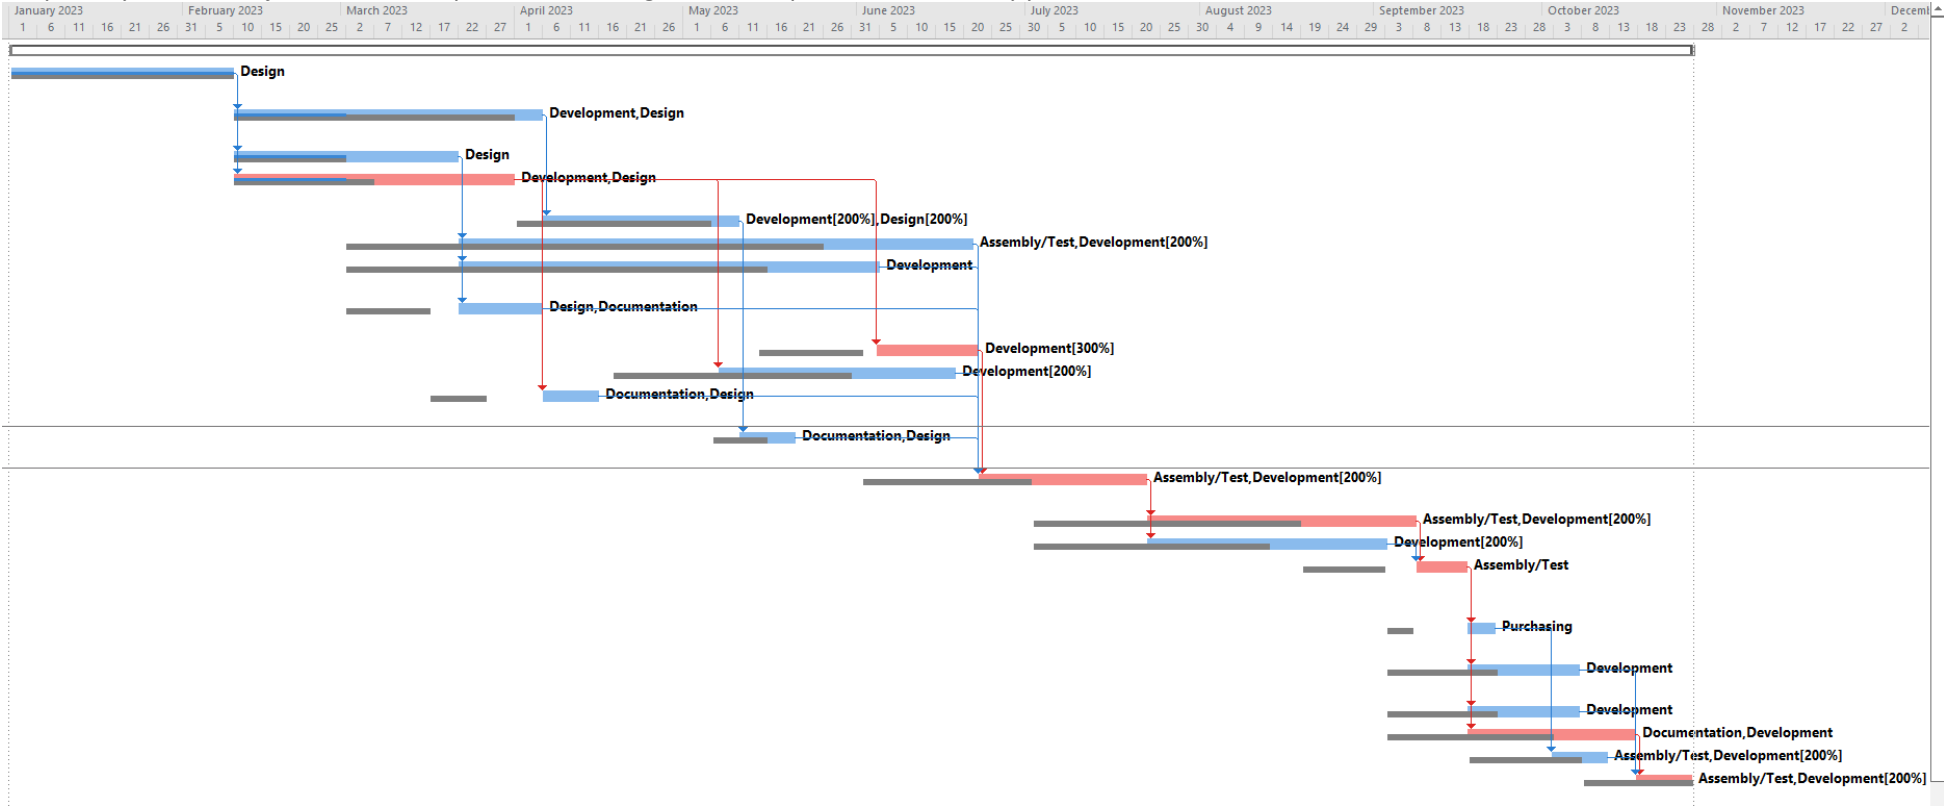 January 2023 February 2023 March 2023 April 2023 May 2023 June 2023 July 2023 August 2023 September 2023 October 2023 November 2023
1 6 11 16 21 26 31 5 10 15 20 25 2 7 12 17 22 27 1 6 11 16 21 26 1 6 11 16 21 26 31 5 10 15 20 25 30 5 10 15 20 25 30 4 9 14 19 24 29 3 8 13 18 23 28 3 8 13 18 23 28 2 7 12 17 22 27 2
Design
Development,Design
Design
Development,Design
Development[200%],Design[200%]
Assembly/Test,Development[200%]
Development
Design,Documentation
Development[300%]
Development[200%]
Documentation,Design
Documentation,Design
Assembly/Test,Development[200%]
Assembly/Test,Development[200%]
Development[200%]
Assembly/Test
Purchasing
Development
Development
Documentation,Development
Assembly/Test,Development[200%]
Assembly/Test,Development[200%]